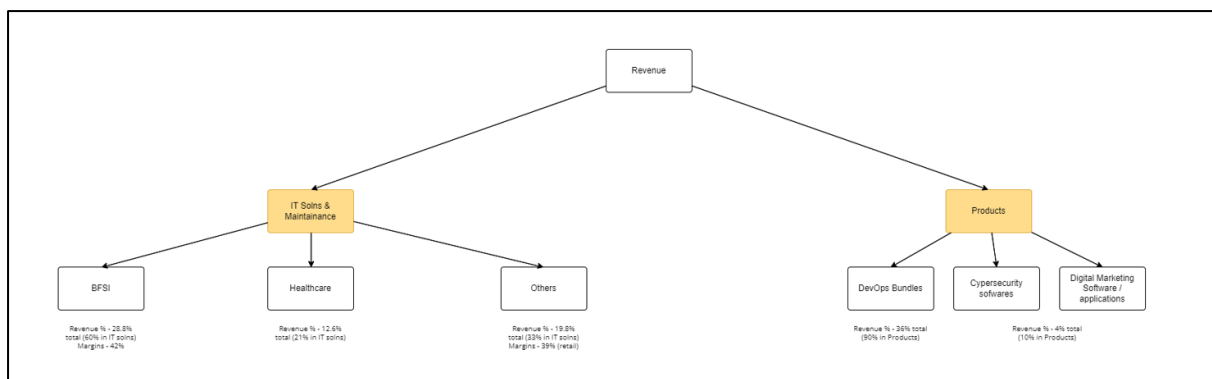 Revenue
IT Solns &
Maintainance
Products
BFSI
Healthcare
Others
DevOps Bundles
Cypersecurity
sofwares
Digital Marketing
Software /
applications
Revenue % - 28.8%
total (60% in IT solns)
Margins - 42%
Revenue % - 12.6%
total (21% in IT solns)
Revenue % - 19.8%
total (33% in IT solns)
Margins - 39% (retail)
Revenue % - 36% total
(90% in Products)
Revenue % - 4% total
(10% in Products)